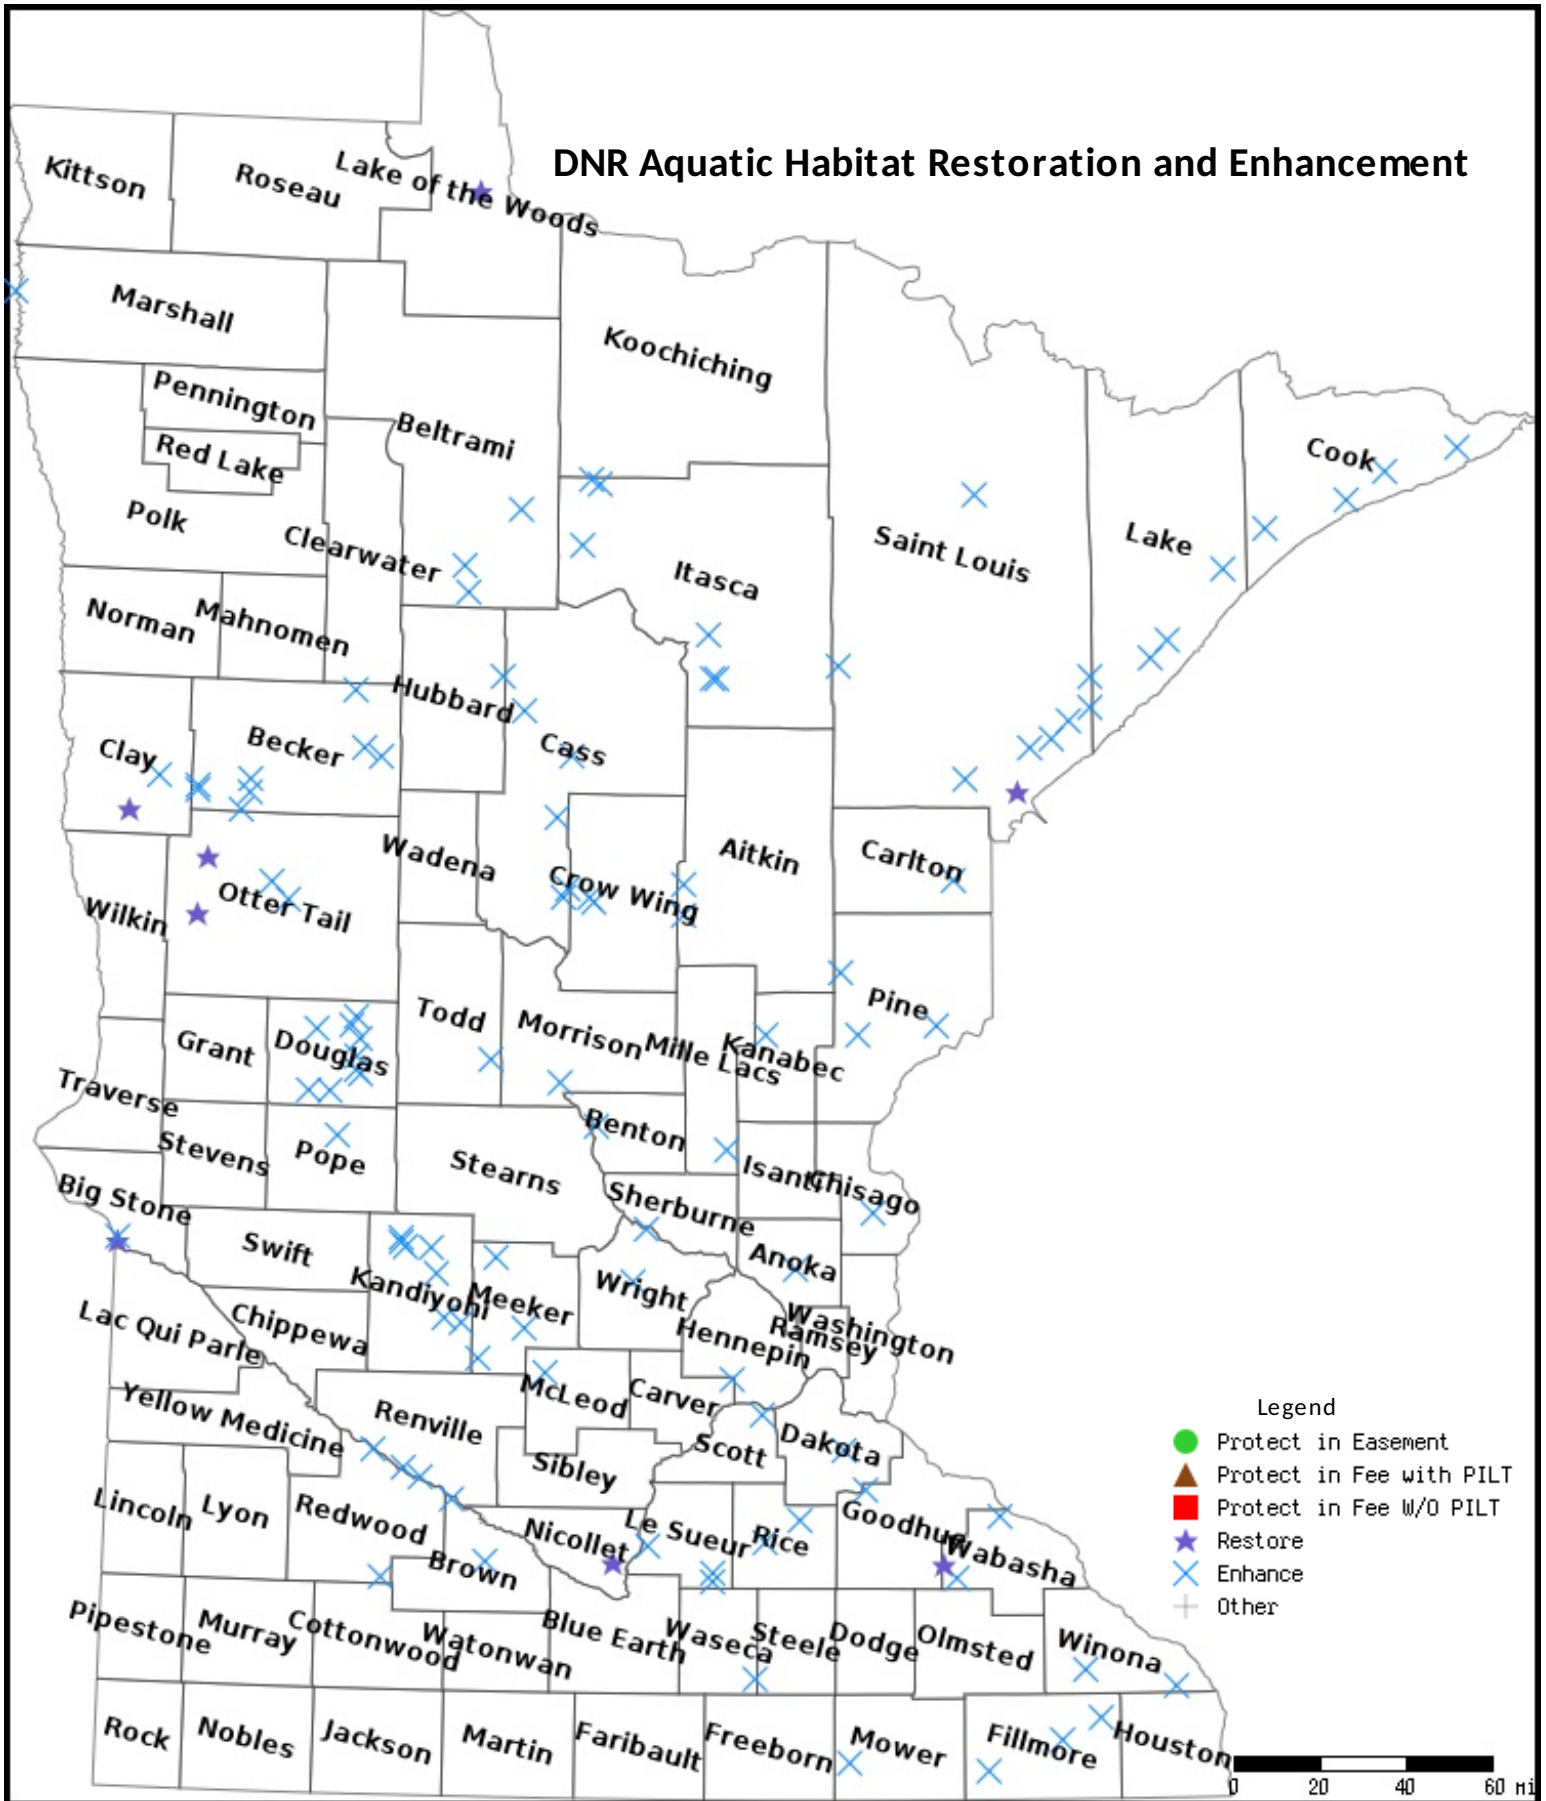 DNR Aquatic Habitat Restoration and Enhancement
Kittson
Roseau
Lake of the Woods
Marshall
Koochiching
Pennington
Beltrami
Red Lake
Cook
Polk
Clearwater
Saint Louis
Lake
Itasca
Norman
Mahnomen
Hubbard
Clay
Becker
Cass
Wadena
Aitkin
Carlton
Wilkin
Otter Tail
Crow Wing
Todd
Morrison
Pine
Grant
Douglas
Mille Lacs
Kanabec
Traverse
Stevens
Pope
Stearns
Benton
Isanti
Chisago
Big Stone
Swift
Sherburne
Anoka
Kandiyohi
Meeker
Wright
Lac Qui Parle
Chippewa
Hennepin
Ramsey
Washington
Yellow Medicine
Renville
McLeod
Carver
Scott
Dakota
Sibley
Lincoln
Lyon
Redwood
Nicollet
Le Sueur
Rice
Goodhue
Wabasha
Brown
Pipestone
Murray
Cottonwood
Watonwan
Blue Earth
Waseca
Steele
Dodge
Olmsted
Winona
Rock
Nobles
Jackson
Martin
Faribault
Freeborn
Mower
Fillmore
Houston
Legend
Protect in Easement
Protect in Fee with PILT
Protect in Fee W/O PILT
Restore
Enhance
Other
0 20 40 60 mi